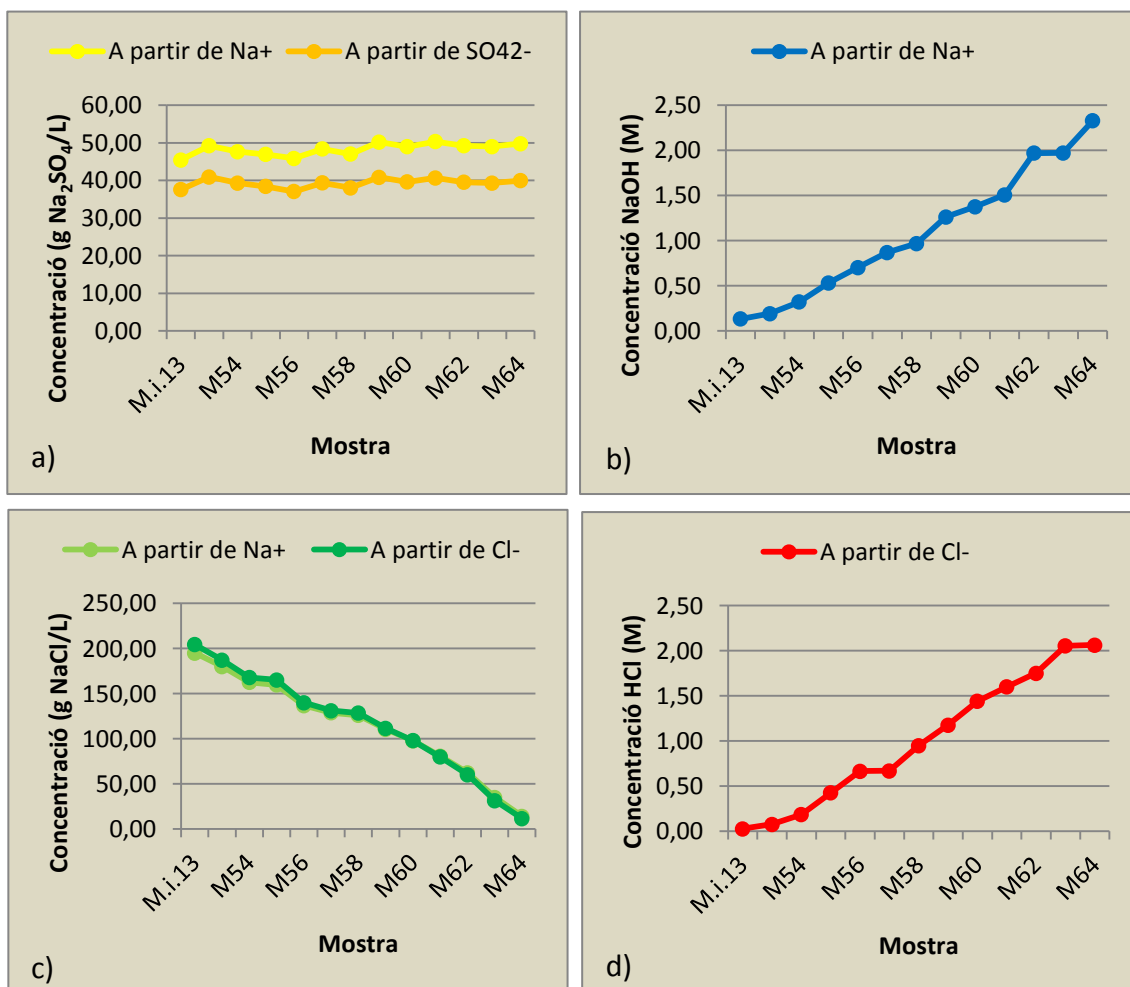 A partir de Na+ A partir de SO42-
Concentració (g Na₂SO₄/L)
60,00
50,00
40,00
30,00
20,00
10,00
0,00
M.i.13 M54 M56 M58 M60 M62 M64
Mostra
a)
A partir de Na+
Concentració NaOH (M)
2,50
2,00
1,50
1,00
0,50
0,00
M.i.13 M54 M56 M58 M60 M62 M64
Mostra
b)
A partir de Na+ A partir de Cl-
Concentració (g NaCl/L)
250,00
200,00
150,00
100,00
50,00
0,00
M.i.13 M54 M56 M58 M60 M62 M64
Mostra
c)
A partir de Cl-
Concentració HCl (M)
2,50
2,00
1,50
1,00
0,50
0,00
M.i.13 M54 M56 M58 M60 M62 M64
Mostra
d)